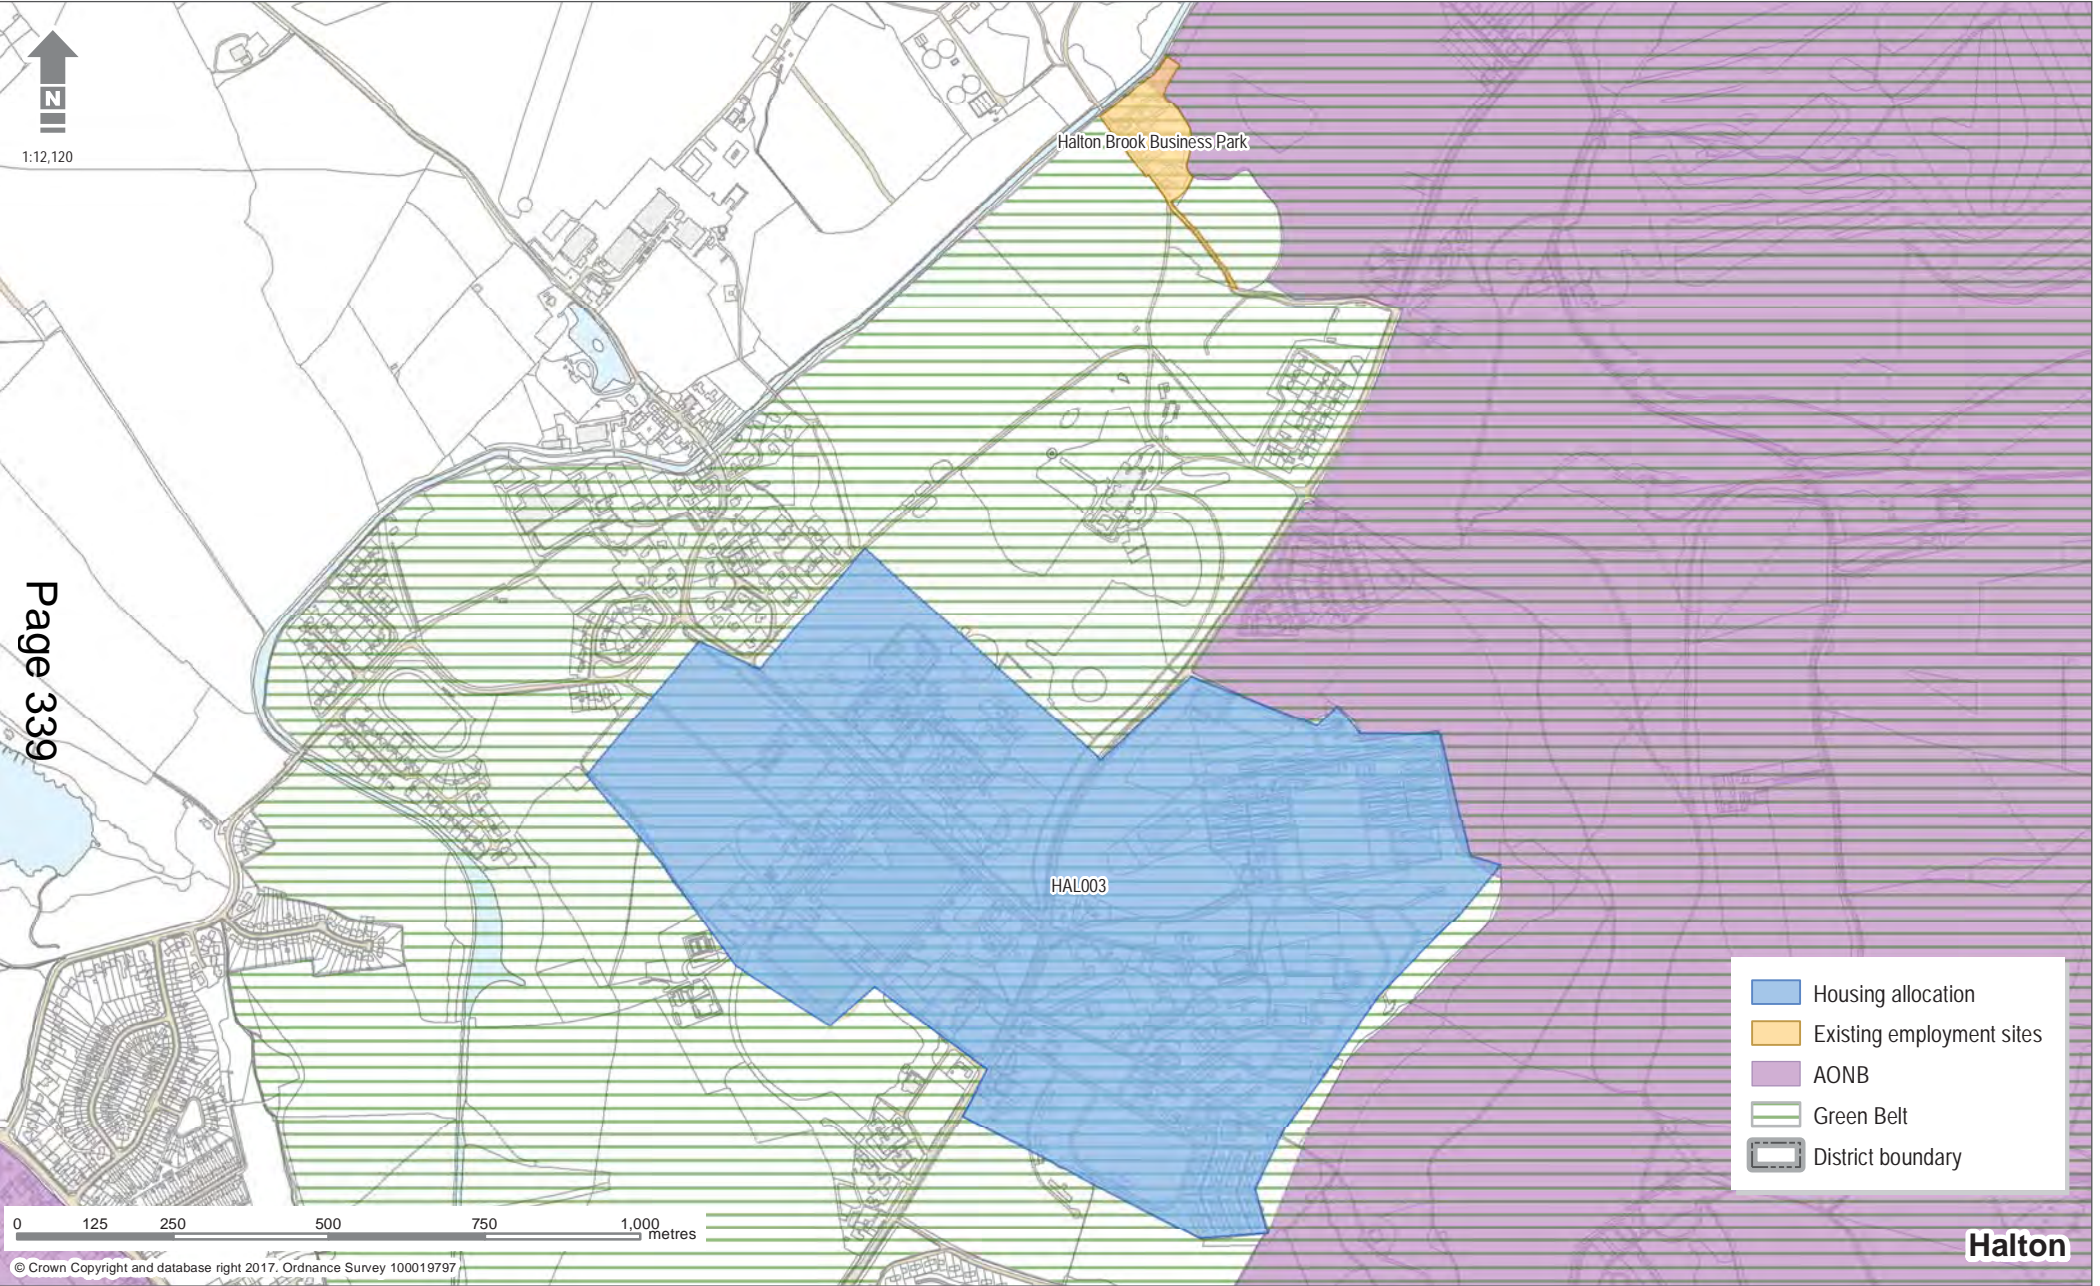 N
1:12,120
Halton Brook Business Park
Page 339
HAL003
Housing allocation
Existing employment sites
AONB
Green Belt
District boundary
0 125 250 500 750 1,000
metres
© Crown Copyright and database right 2017. Ordnance Survey 100019797
Halton